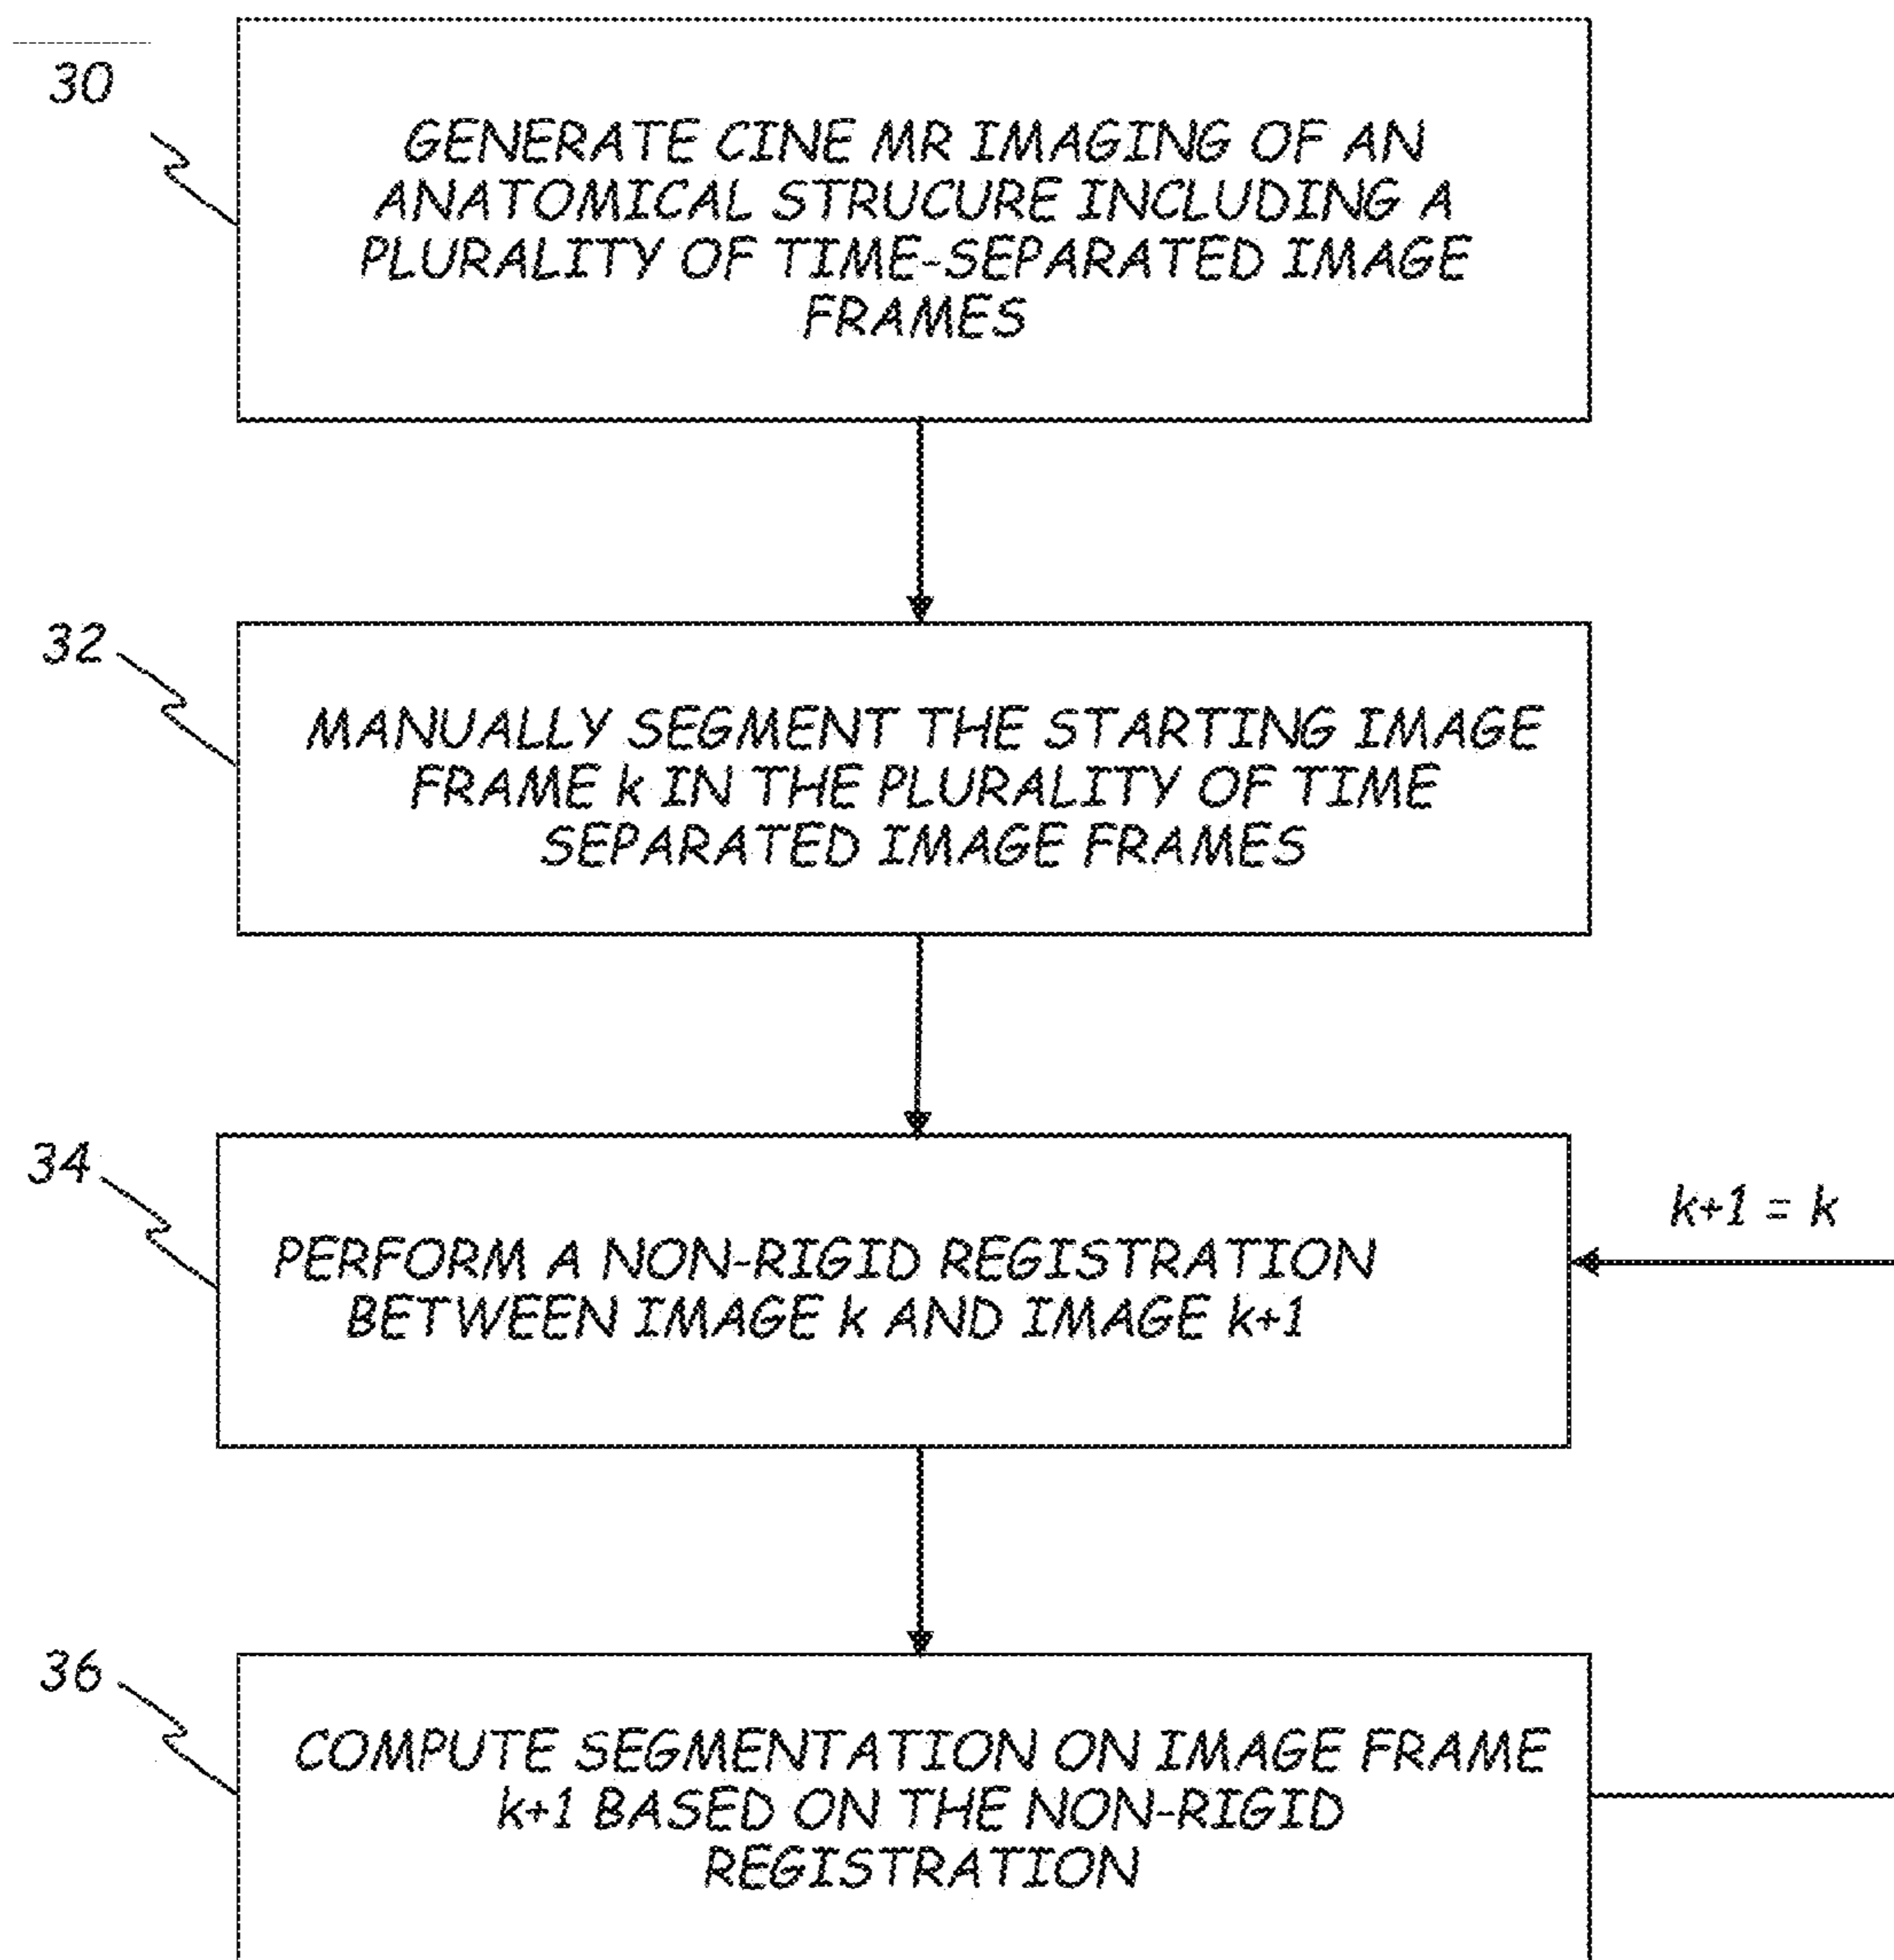 30
GENERATE CINE MR IMAGING OF AN
ANATOMICAL STRUCURE INCLUDING A
PLURALITY OF TIME-SEPARATED IMAGE
FRAMES
32
MANUALLY SEGMENT THE STARTING IMAGE
FRAME k IN THE PLURALITY OF TIME
SEPARATED IMAGE FRAMES
34
k+1 = k
PERFORM A NON-RIGID REGISTRATION
BETWEEN IMAGE k AND IMAGE k+1
36
COMPUTE SEGMENTATION ON IMAGE FRAME
k+1 BASED ON THE NON-RIGID
REGISTRATION